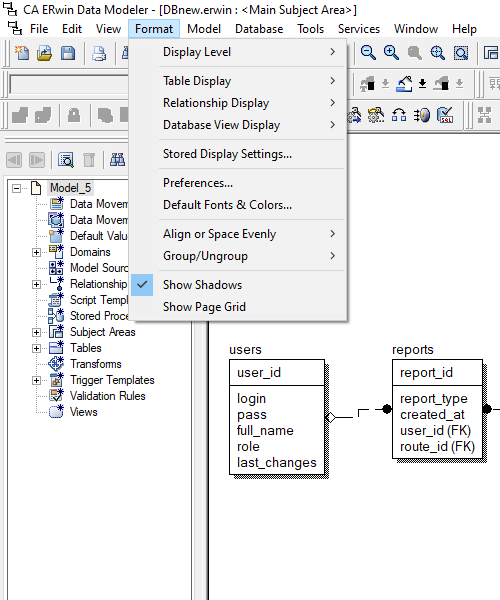 CA ERwin Data Modeler - [DBnew.erwin : <Main Subject Area>]
File Edit View Format Model Database Tools Services Window Help
Display Level
Table Display
Relationship Display
Database View Display
Stored Display Settings...
Preferences...
Default Fonts & Colors...
Align or Space Evenly
Group/Ungroup
Show Shadows
Show Page Grid
SQL
Model_5
Data Movem
Data Movem
Default Valu
Domains
Model Sourc
Relationship
Script Templ
Stored Proce
Subject Areas
Tables
Transforms
Trigger Templates
Validation Rules
Views
users
user_id
login
pass
full_name
role
last_changes
reports
report_id
report_type
created_at
user_id (FK)
route_id (FK)